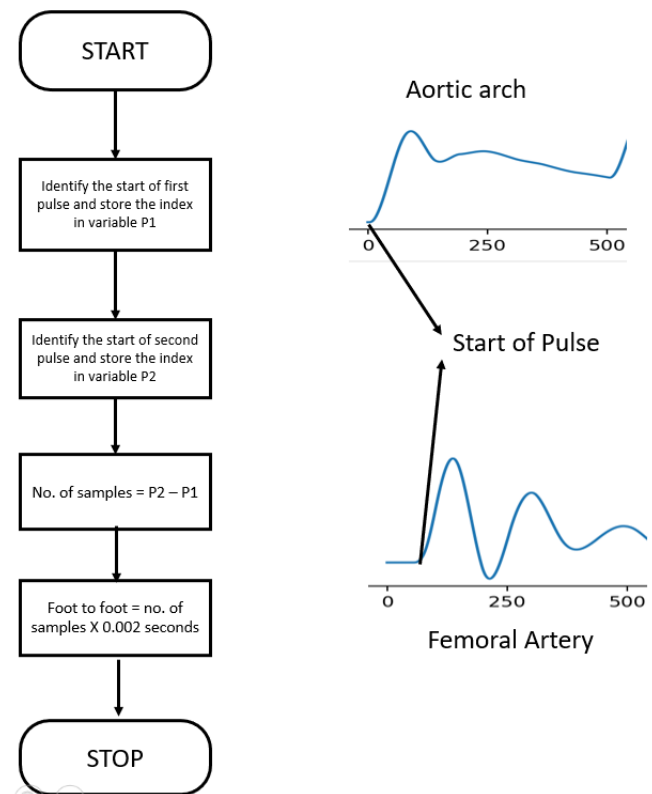 START
Identify the start of first
pulse and store the index
in variable P1
Identify the start of second
pulse and store the index
in variable P2
No. of samples = P2 – P1
Foot to foot = no. of
samples X 0.002 seconds
STOP
Aortic arch
0 250 500
Start of Pulse
0 250 500
Femoral Artery